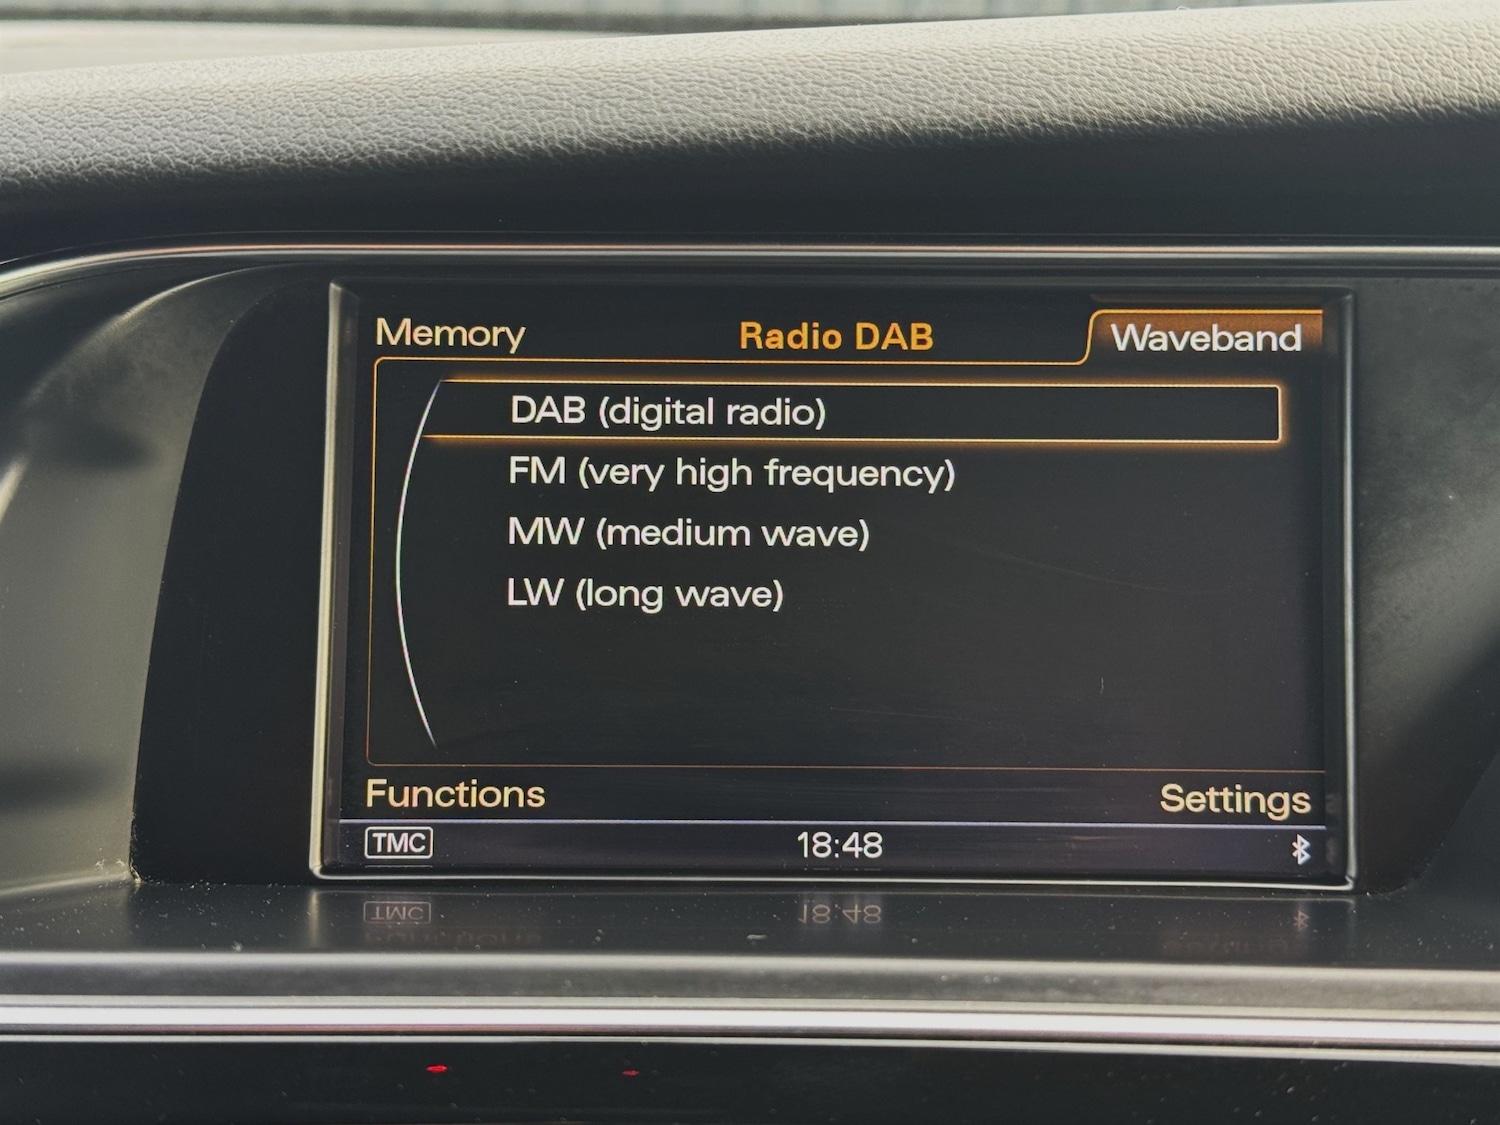 Memory Radio DAB Waveband
DAB (digital radio)
FM (very high frequency)
MW (medium wave)
LW (long wave)
Functions Settings
TMC 18:48